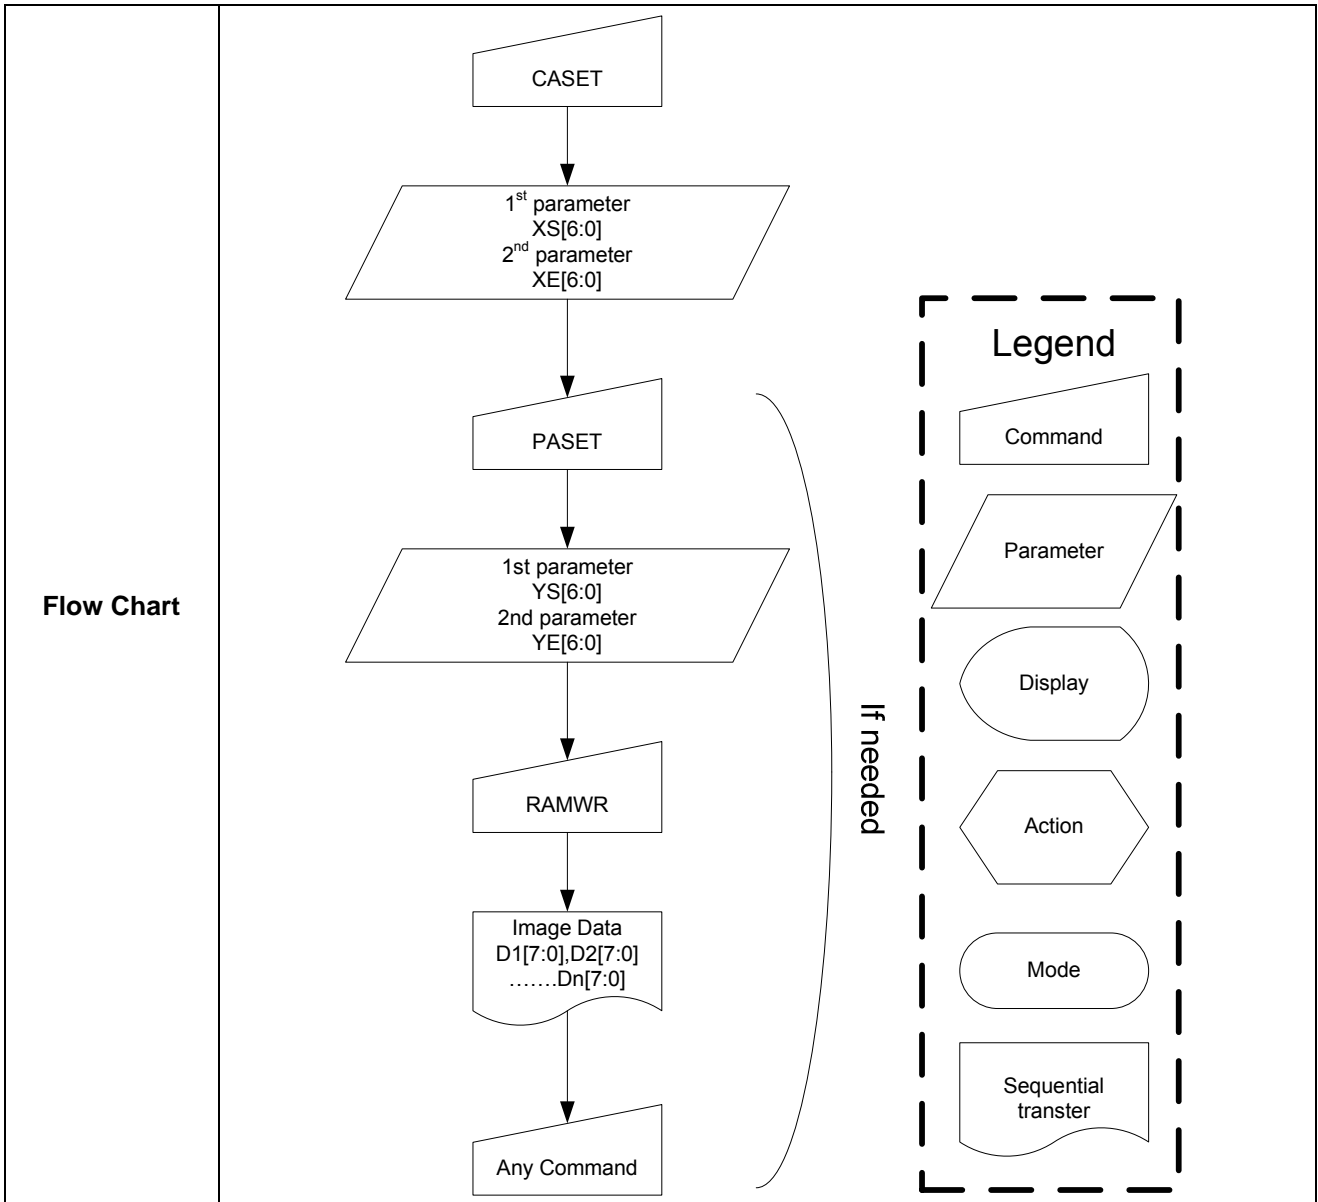 Flow Chart
CASET
1st parameter
XS[6:0]
2nd parameter
XE[6:0]
PASET
1st parameter
YS[6:0]
2nd parameter
YE[6:0]
RAMWR
Image Data
D1[7:0],D2[7:0]
.......Dn[7:0]
Any Command
If needed
Legend
Command
Parameter
Display
Action
Mode
Sequential
transter